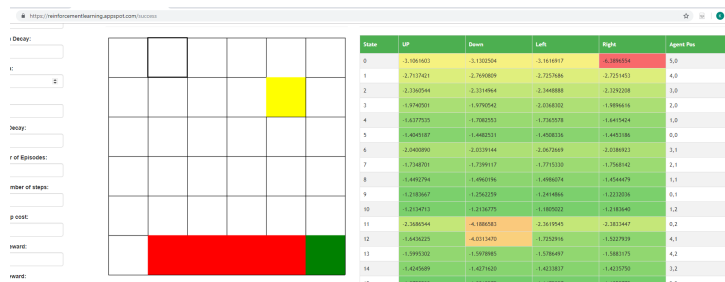 https://reinforcementlearning.appspot.com/success
Decay:
Decay:
r of Episodes:
mber of steps:
p cost:
eward:
eward:
State UP Down Left Right Agent Pos
0 -3,1061603 -3,1302504 -3,1616917 -6,3896554 5,0
1 -2,7137421 -2,7690809 -2,7257686 -2,7251453 4,0
2 -2,3360544 -2,3314964 -2,3448888 -2,3292208 3,0
3 -1,9740501 -1,9790542 -2,0368302 -1,9896616 2,0
4 -1,6377535 -1,7082553 -1,7365578 -1,6415424 1,0
5 -1,4045187 -1,4482531 -1,4508336 -1,4453186 0,0
6 -2,0400890 -2,0339144 -2,0672669 -2,0386923 3,1
7 -1,7348701 -1,7399117 -1,7715330 -1,7568142 2,1
8 -1,4492794 -1,4960196 -1,4986074 -1,4544479 1,1
9 -1,2183667 -1,2562259 -1,2414866 -1,2232036 0,1
10 -1,2134713 -1,2136775 -1,1805022 -1,2183640 1,2
11 -2,3686544 -4,1886583 -2,3619545 -2,3833447 0,2
12 -1,6436225 -4,0313470 -1,7252916 -1,5227939 4,1
13 -1,5995302 -1,5978985 -1,5786497 -1,5883175 4,2
14 -1,4245689 -1,4271620 -1,4233837 -1,4235750 3,2